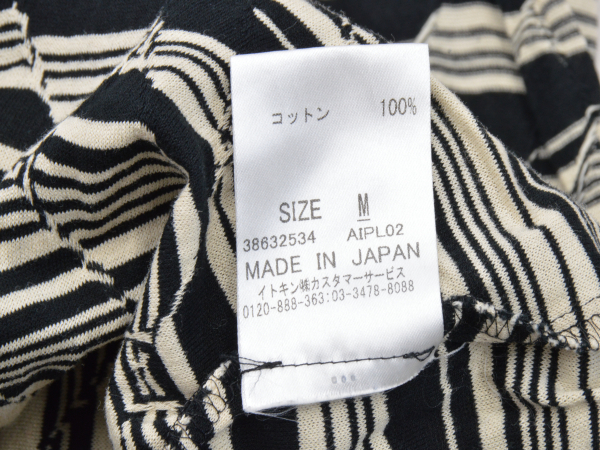 コットン 100%
SIZE M
38632534 AIPL02
MADE IN JAPAN
イトキン㈱カスタマーサービス
0120-888-363:03-3478-8088